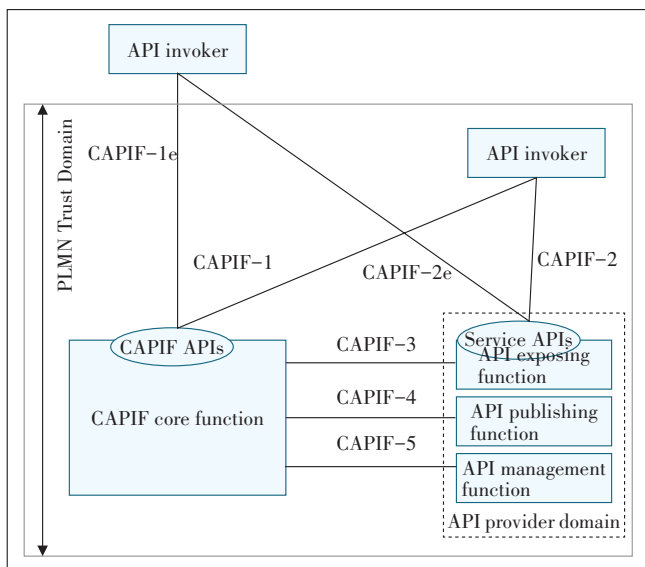 API invoker
PLMN Trust Domain
CAPIF-1e
API invoker
CAPIF-1
CAPIF-2e
CAPIF-2
CAPIF APIs
Service APIs
CAPIF-3
API exposing
function
CAPIF core function
CAPIF-4
API publishing
function
CAPIF-5
API management
function
API provider domain